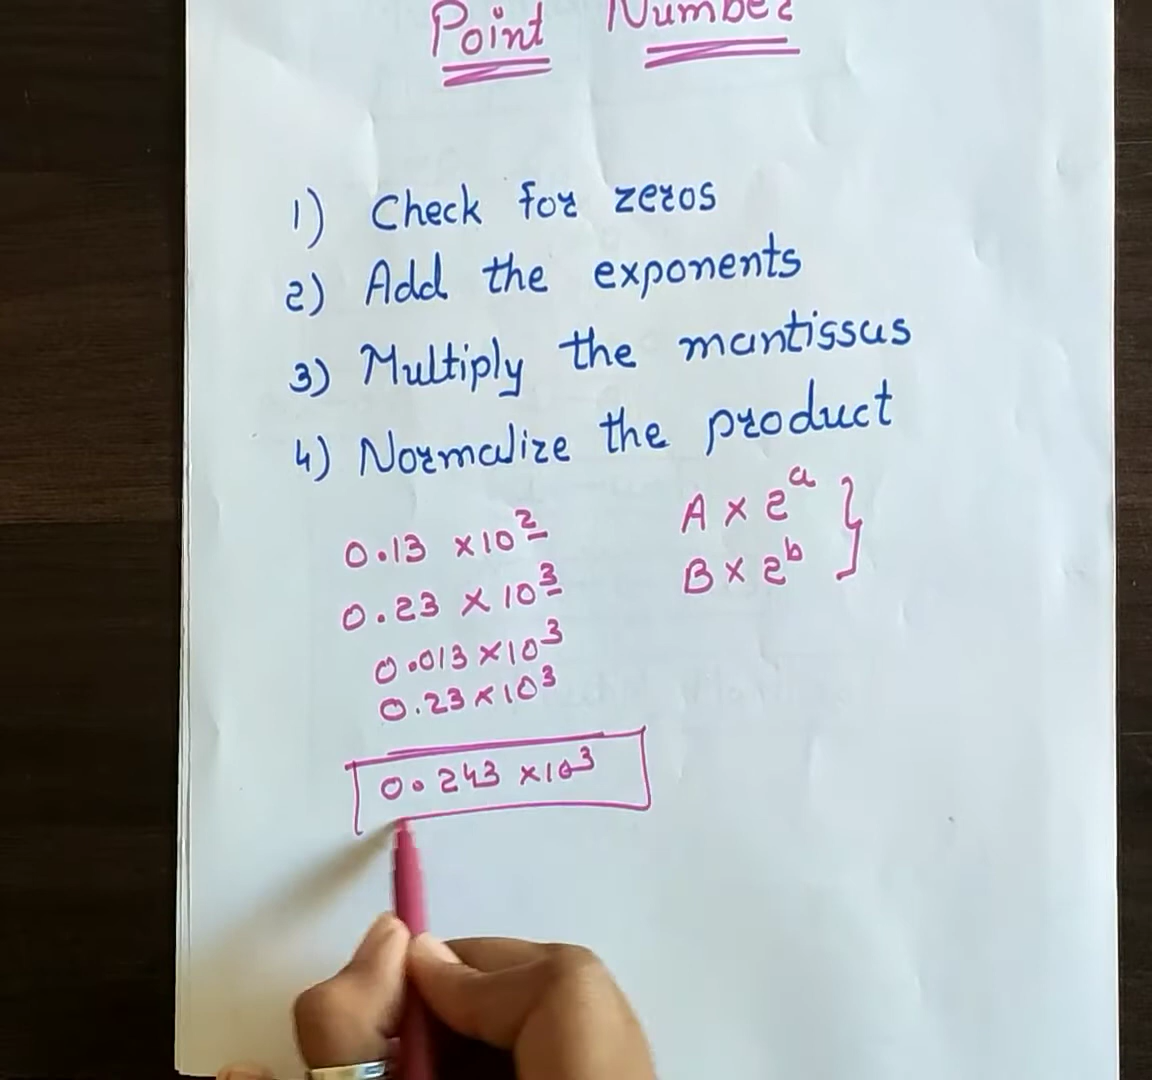 Point Number
1) Check for zeros
2) Add the exponents
3) Multiply the mantissas
4) Normalize the product
0.13 × 10²
0.23 × 10³
0.013 × 10³
0.23 × 10³
0.243 × 10³
A × 2ᵃ
B × 2ᵇ }